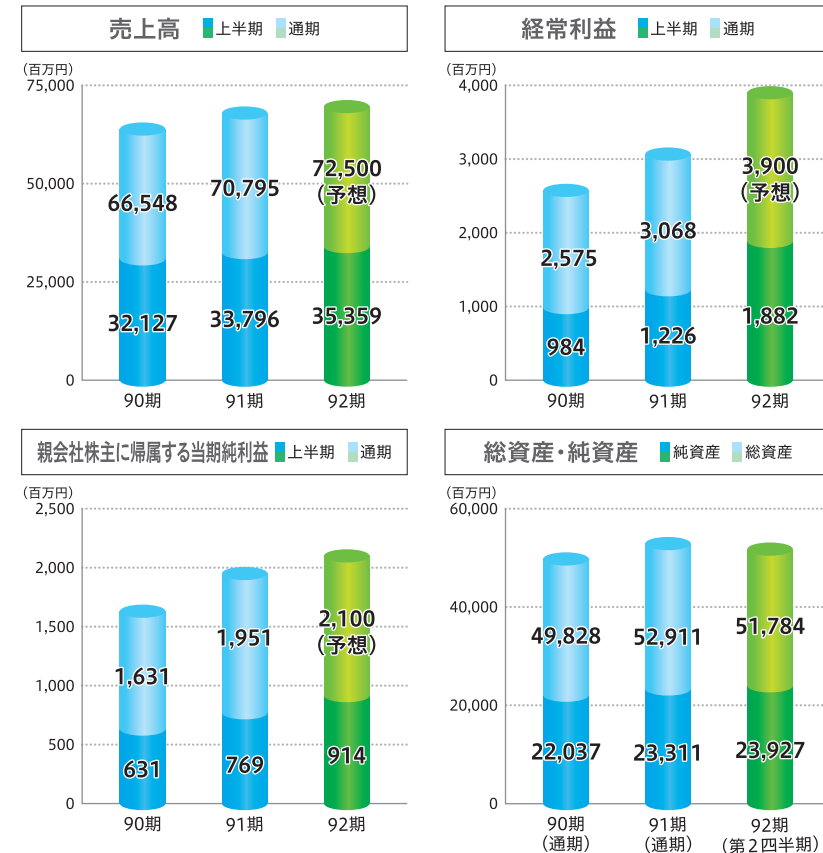 売上高 上半期 通期
(百万円)
75,000
50,000
25,000
0
66,548
70,795
72,500
(予想)
32,127
33,796
35,359
90期 91期 92期
経常利益 上半期 通期
(百万円)
4,000
3,000
2,000
1,000
0
2,575
3,068
3,900
(予想)
984
1,226
1,882
90期 91期 92期
親会社株主に帰属する当期純利益 上半期 通期
(百万円)
2,500
2,000
1,500
1,000
500
0
1,631
1,951
2,100
(予想)
631
769
914
90期 91期 92期
総資産・純資産 純資産 総資産
(百万円)
60,000
40,000
20,000
0
49,828
52,911
51,784
22,037
23,311
23,927
90期 91期 92期
(通期) (通期) (第2四半期)